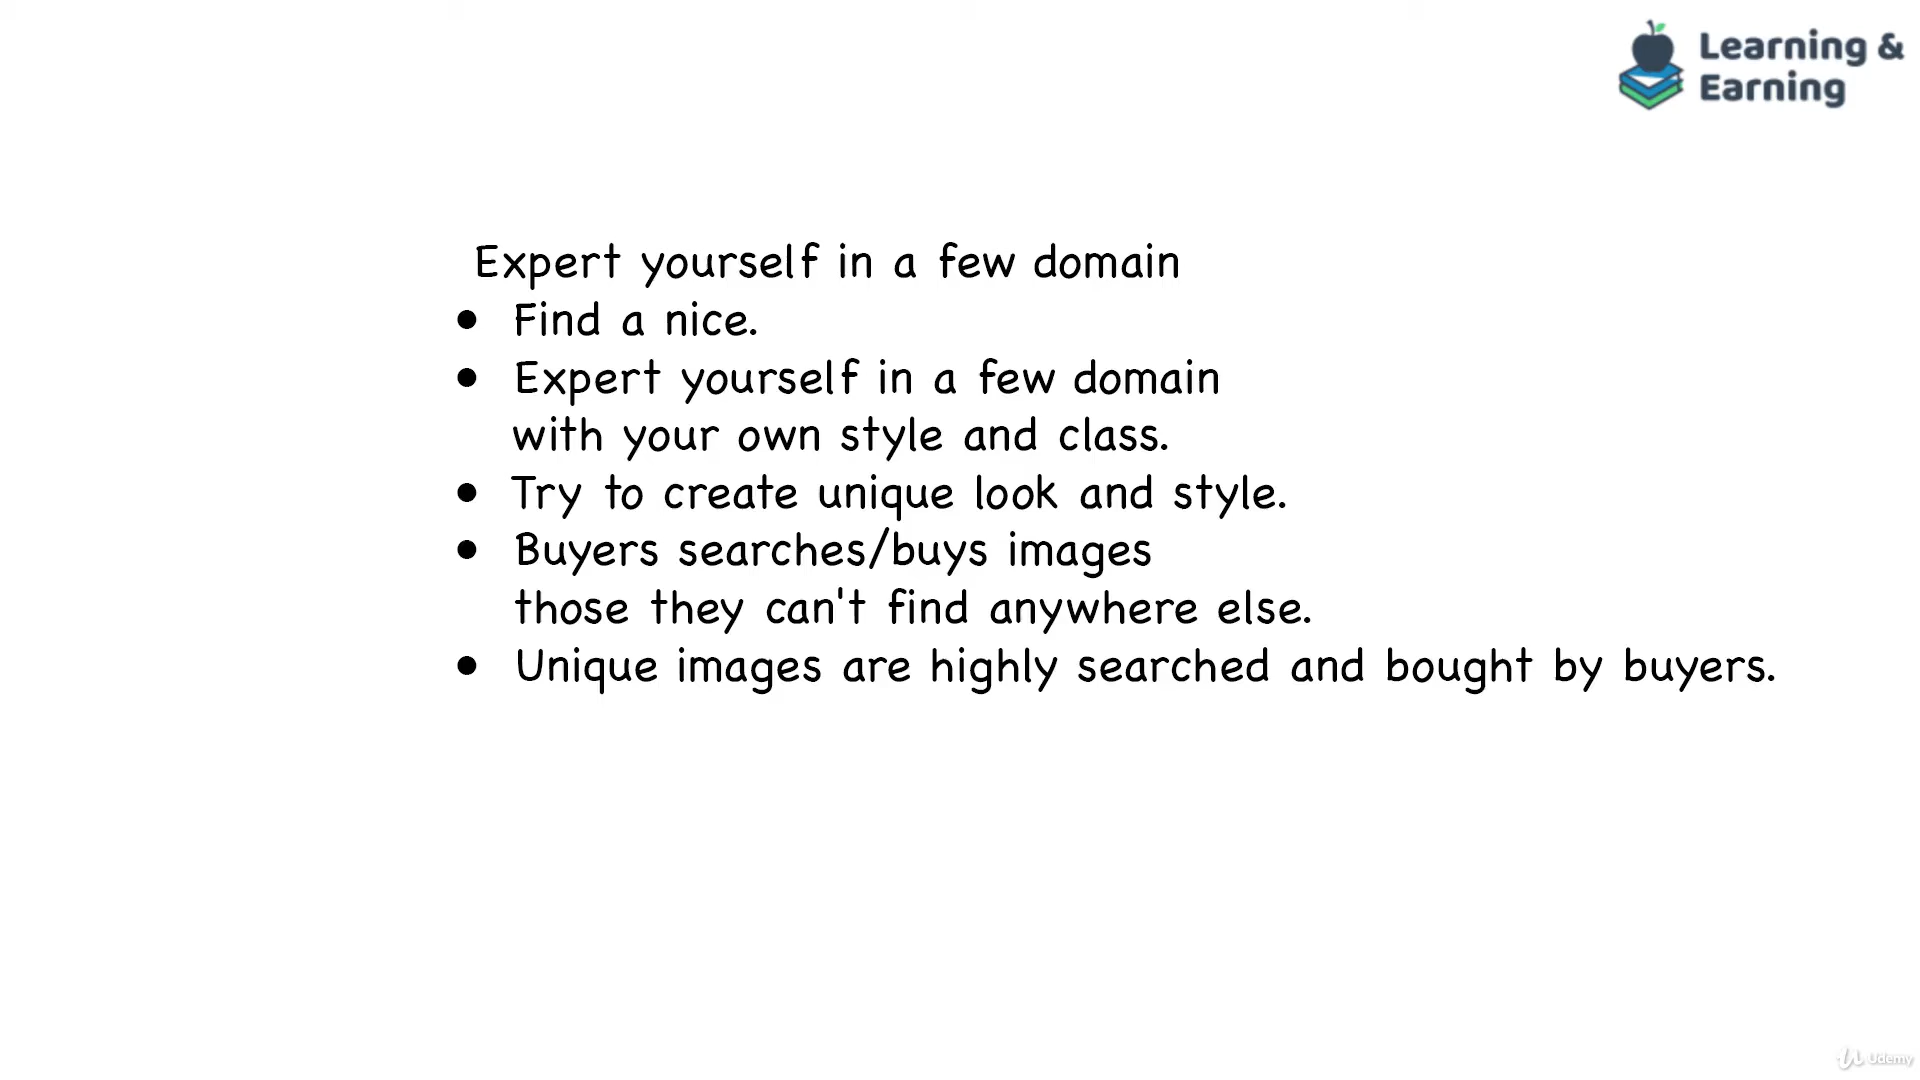 Learning &
Earning
Expert yourself in a few domain
• Find a nice.
• Expert yourself in a few domain
with your own style and class.
• Try to create unique look and style.
• Buyers searches/buys images
those they can't find anywhere else.
• Unique images are highly searched and bought by buyers.
Udemy